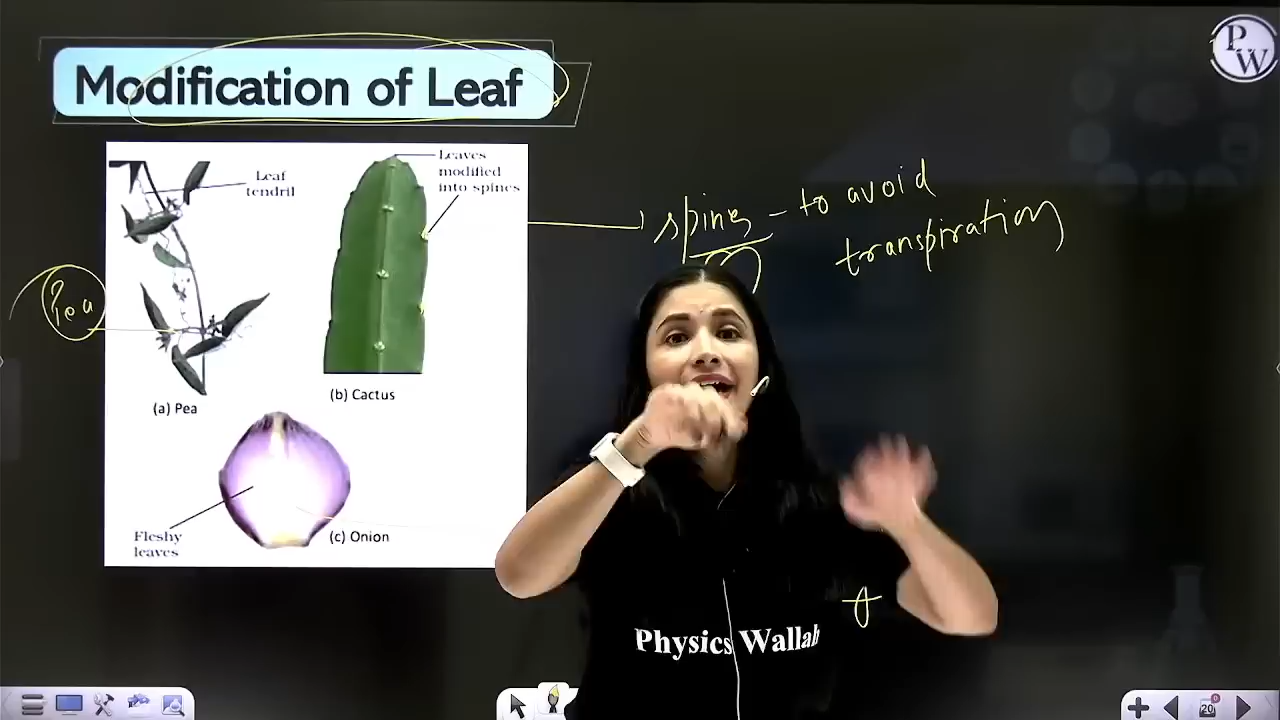 Modification of Leaf
P
W
Leaf
tendril
Leaves
modified
into spines
spines - to avoid
transpiration
Pea
(a) Pea
(b) Cactus
Fleshy
leaves
(c) Onion
Physics Wallah
20